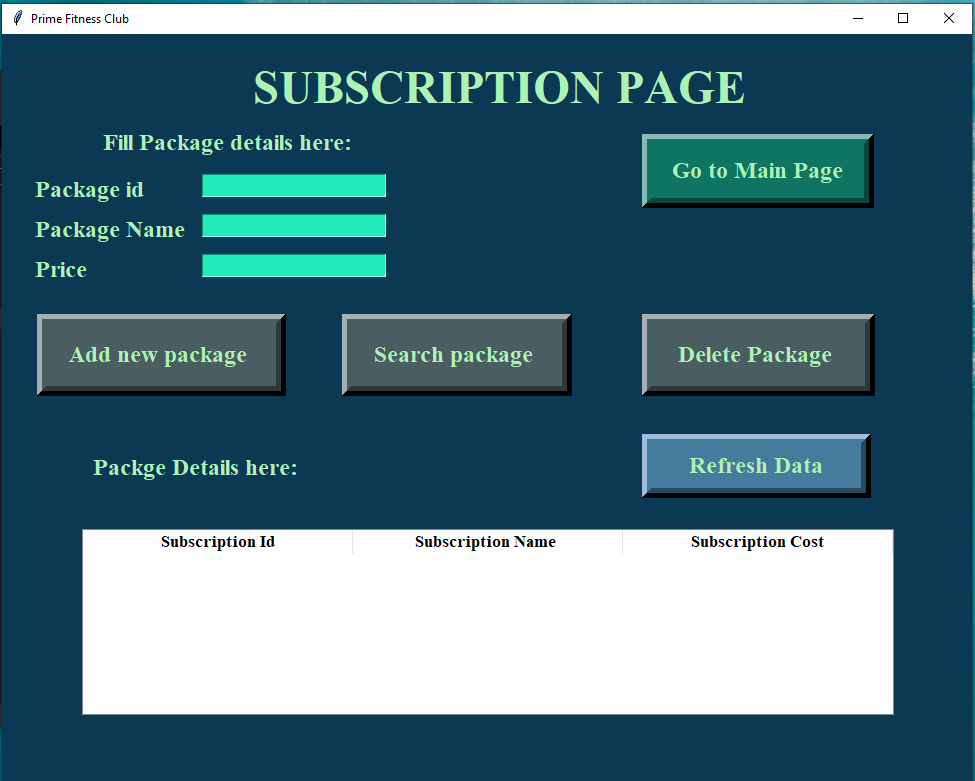 Prime Fitness Club
SUBSCRIPTION PAGE
Fill Package details here:
Go to Main Page
Package id
Package Name
Price
Add new package
Search package
Delete Package
Packge Details here:
Refresh Data
Subscription Id Subscription Name Subscription Cost